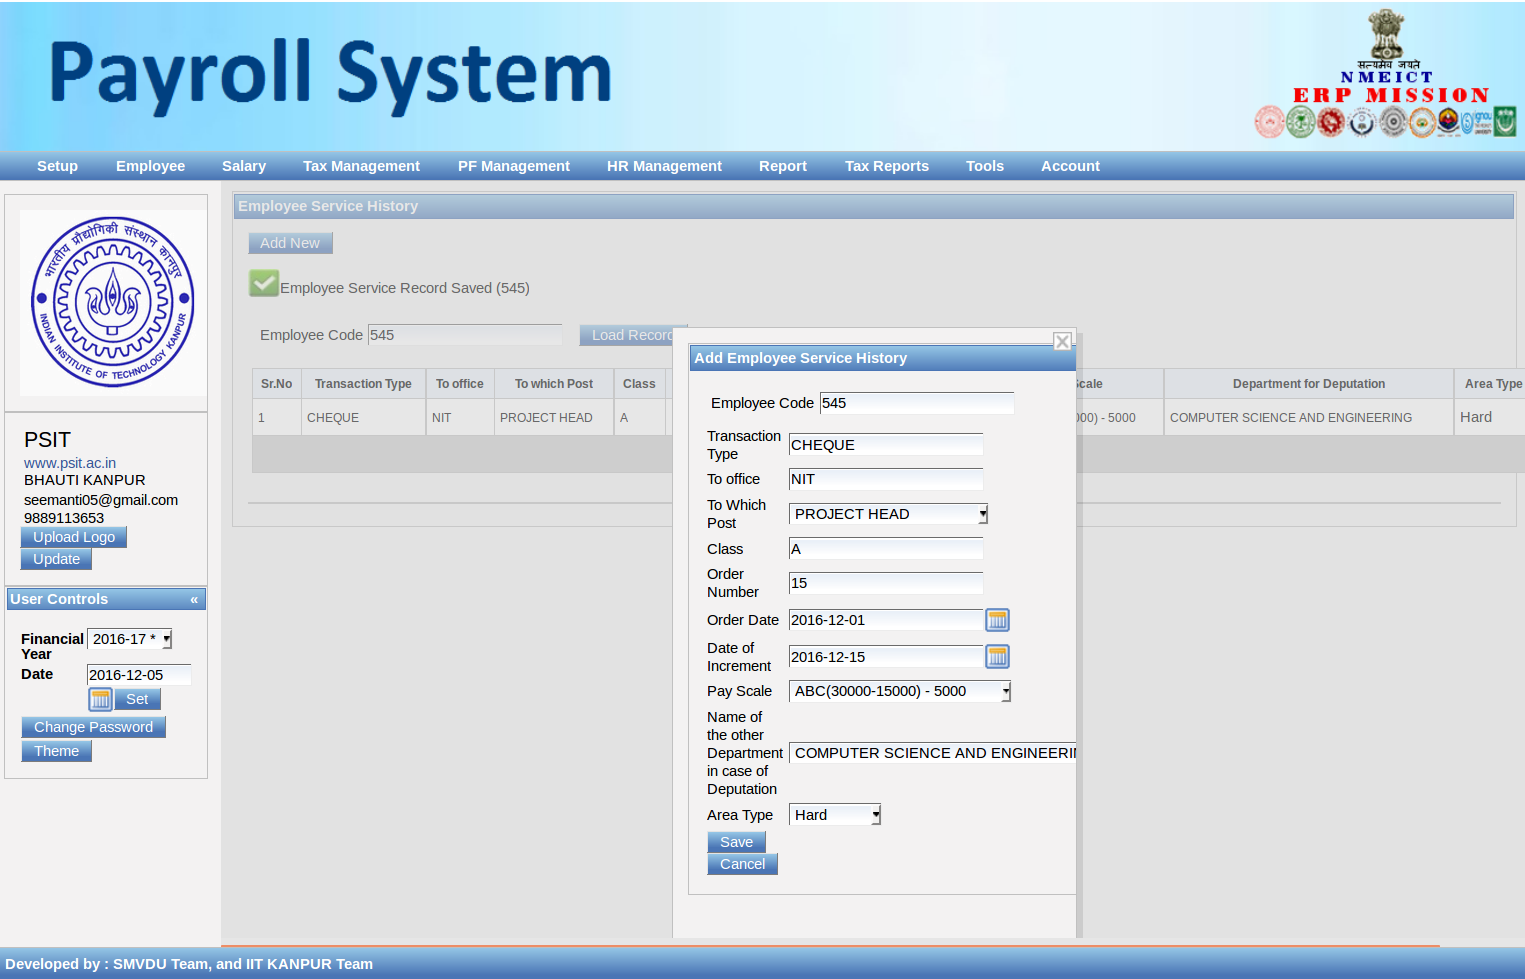 Payroll System
सत्यमेव जयते
NMEICT
ERP MISSION
Setup Employee Salary Tax Management PF Management HR Management Report Tax Reports Tools Account
भारतीय प्रौद्योगिकी संस्थान कानपुर
INDIAN INSTITUTE OF TECHNOLOGY KANPUR
PSIT
www.psit.ac.in
BHAUTI KANPUR
seemanti05@gmail.com
9889113653
Upload Logo
Update
User Controls «
Financial Year 2016-17 *
Date 2016-12-05
Set
Change Password
Theme
Employee Service History
Add New
Employee Service Record Saved (545)
Employee Code 545 Load Record
Sr.No Transaction Type To office To which Post Class Scale Department for Deputation Area Type
1 CHEQUE NIT PROJECT HEAD A 000) - 5000 COMPUTER SCIENCE AND ENGINEERING Hard
Add Employee Service History
Employee Code 545
Transaction Type CHEQUE
To office NIT
To Which Post PROJECT HEAD
Class A
Order Number 15
Order Date 2016-12-01
Date of Increment 2016-12-15
Pay Scale ABC(30000-15000) - 5000
Name of the other Department in case of Deputation COMPUTER SCIENCE AND ENGINEERIN
Area Type Hard
Save
Cancel
Developed by : SMVDU Team, and IIT KANPUR Team